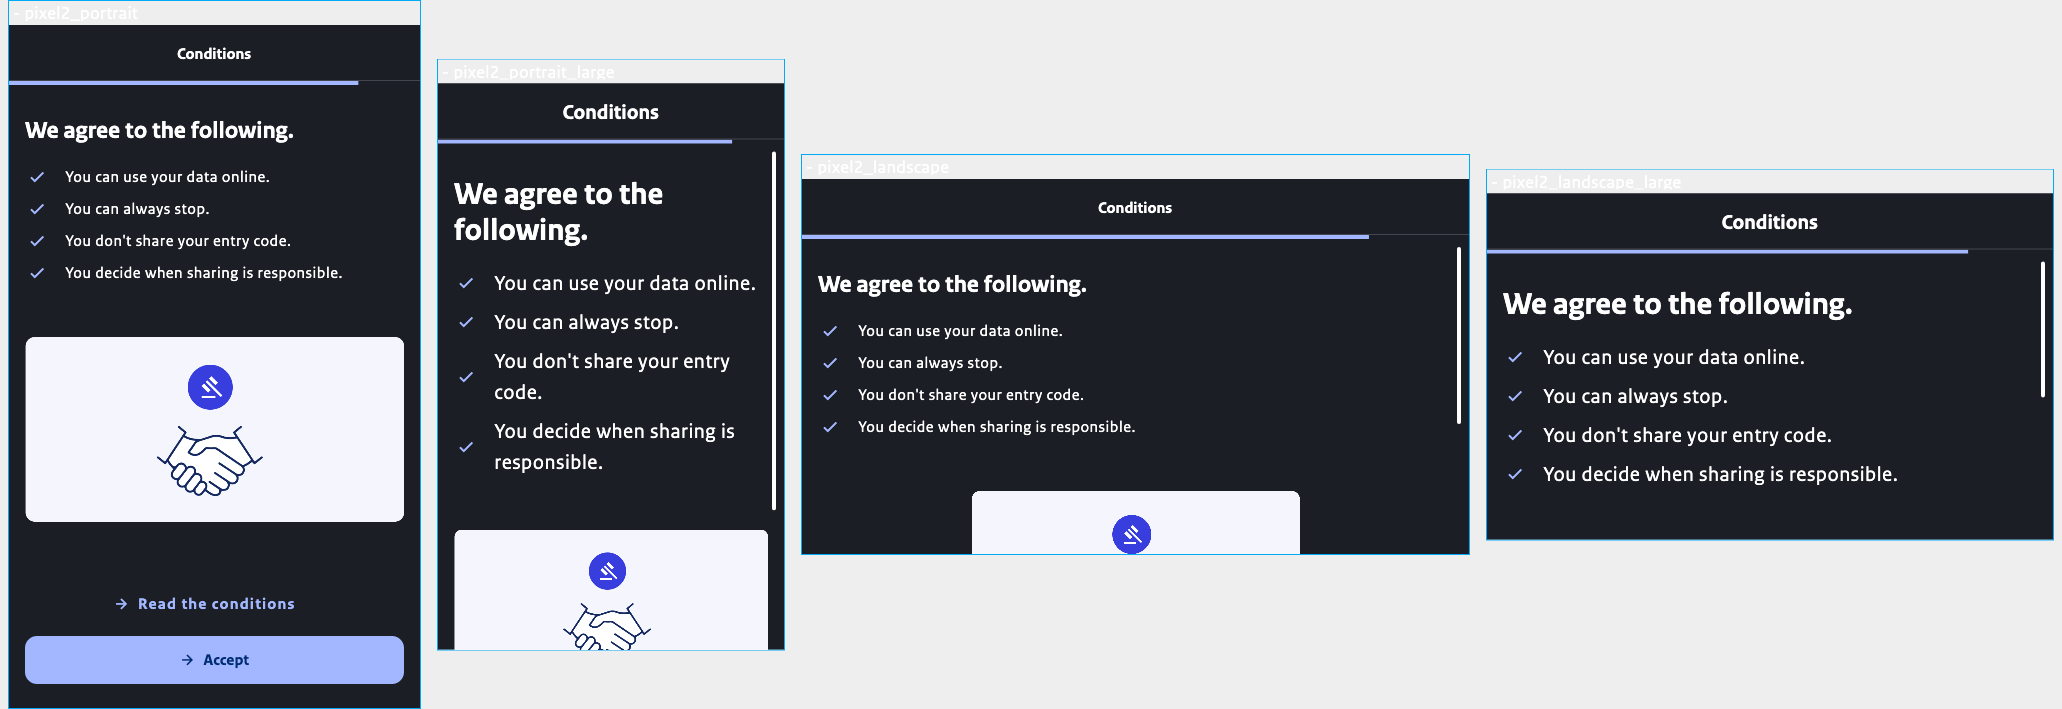 - pixel2_portrait
Conditions
We agree to the following.
You can use your data online.
You can always stop.
You don't share your entry code.
You decide when sharing is responsible.
Read the conditions
Accept
- pixel2_portrait_large
Conditions
We agree to the
following.
You can use your data online.
You can always stop.
You don't share your entry
code.
You decide when sharing is
responsible.
- pixel2_landscape
Conditions
We agree to the following.
You can use your data online.
You can always stop.
You don't share your entry code.
You decide when sharing is responsible.
- pixel2_landscape_large
Conditions
We agree to the following.
You can use your data online.
You can always stop.
You don't share your entry code.
You decide when sharing is responsible.